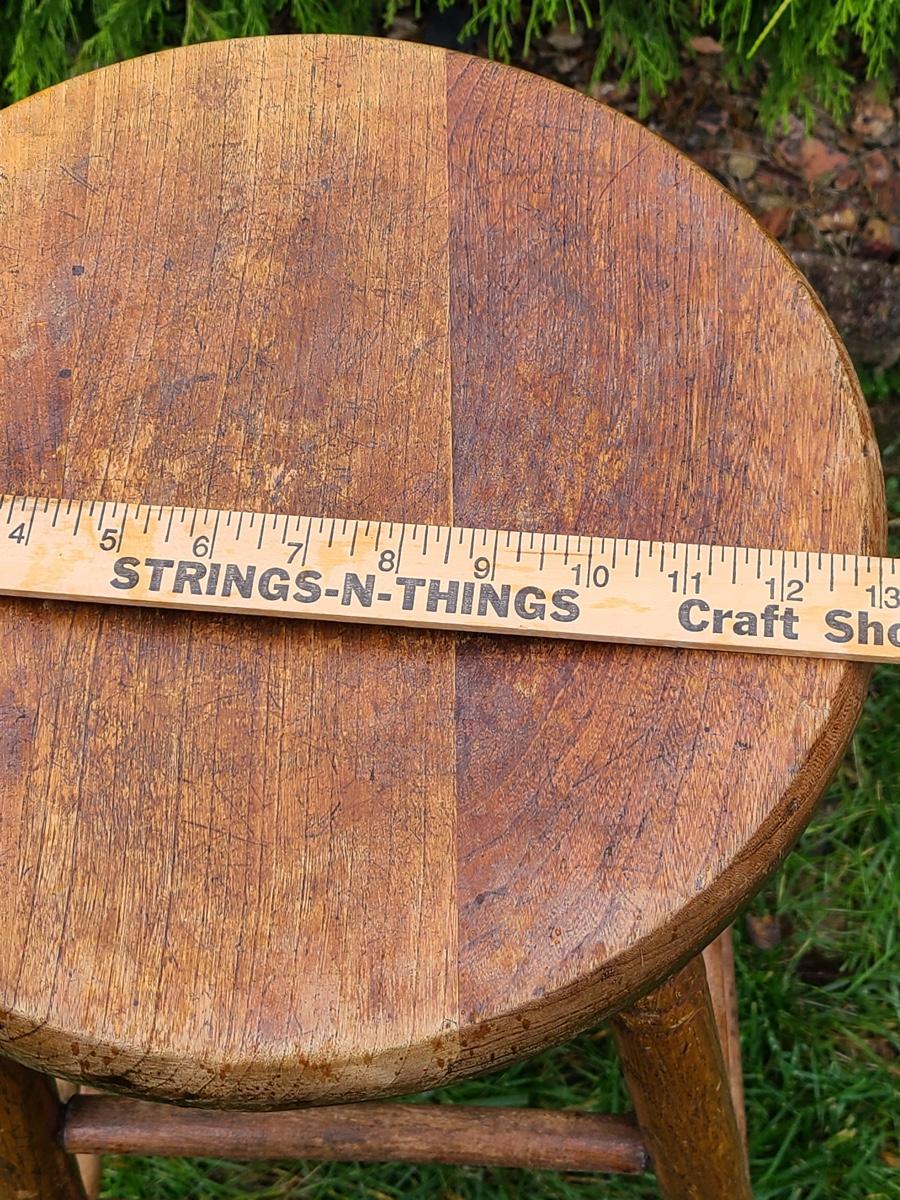 4 5 6 7 8 9 10 11 12 13
STRINGS-N-THINGS Craft Sho